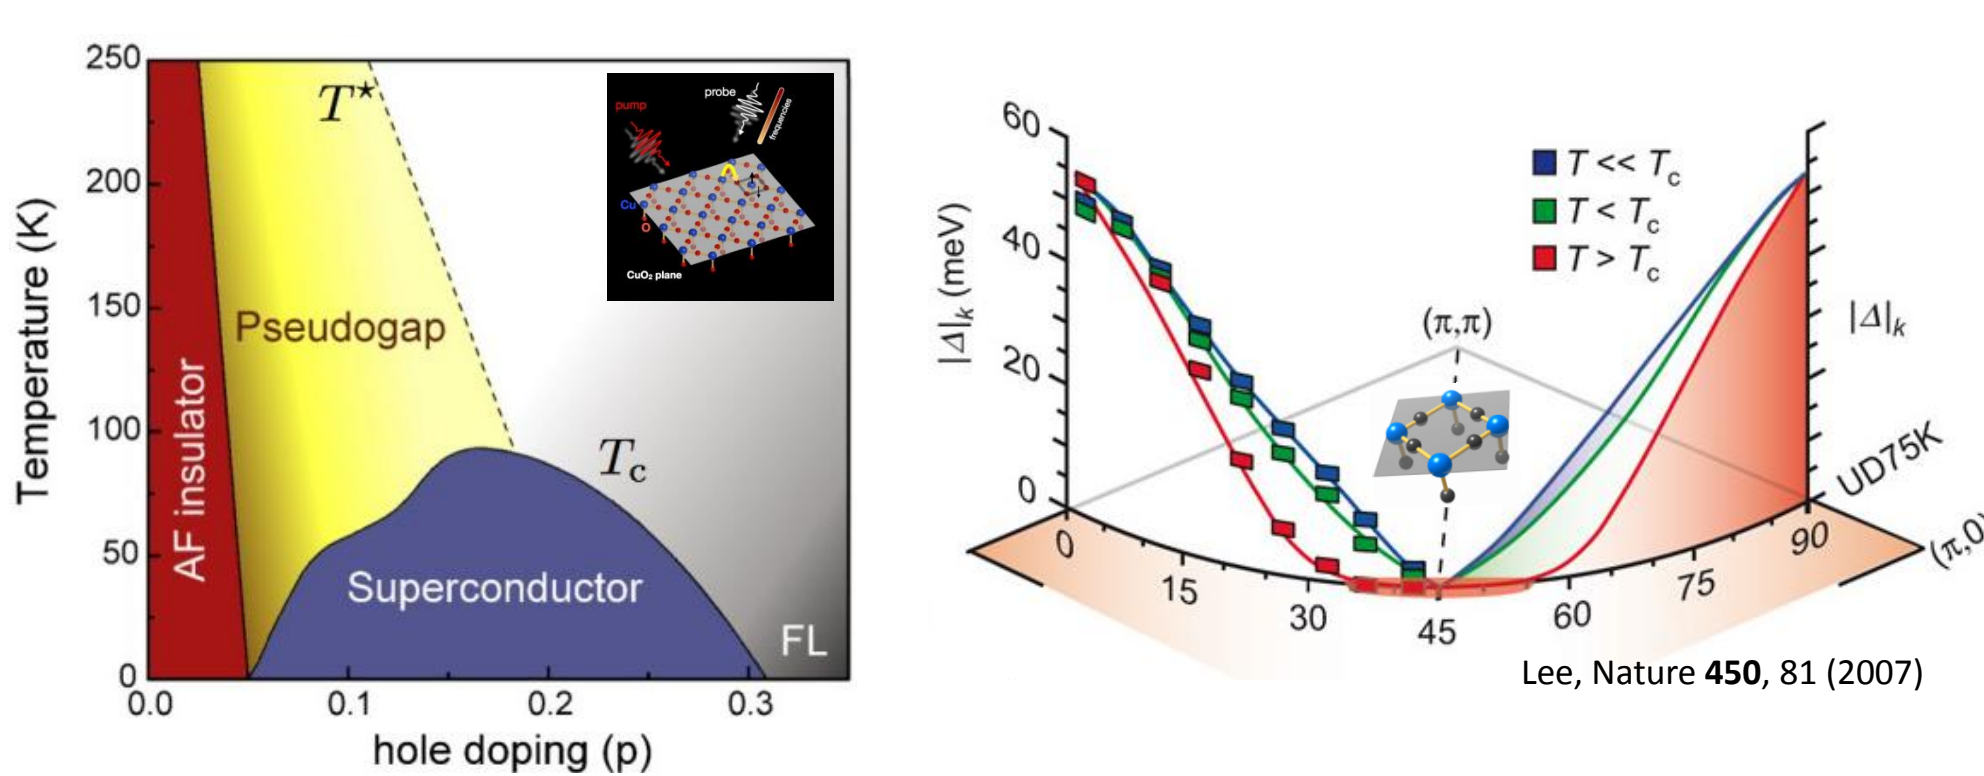 250
200
150
100
50
0
Temperature (K)
0.0
0.1
0.2
0.3
hole doping (p)
AF insulator
Pseudogap
T*
Superconductor
Tc
FL
pump
probe
frequencies
Cu
O
CuO₂ plane
60
40
20
0
|Δ|k (meV)
T << Tc
T < Tc
T > Tc
(π,π)
|Δ|k
UD75K
(π,0)
0
15
30
45
60
75
90
Lee, Nature 450, 81 (2007)